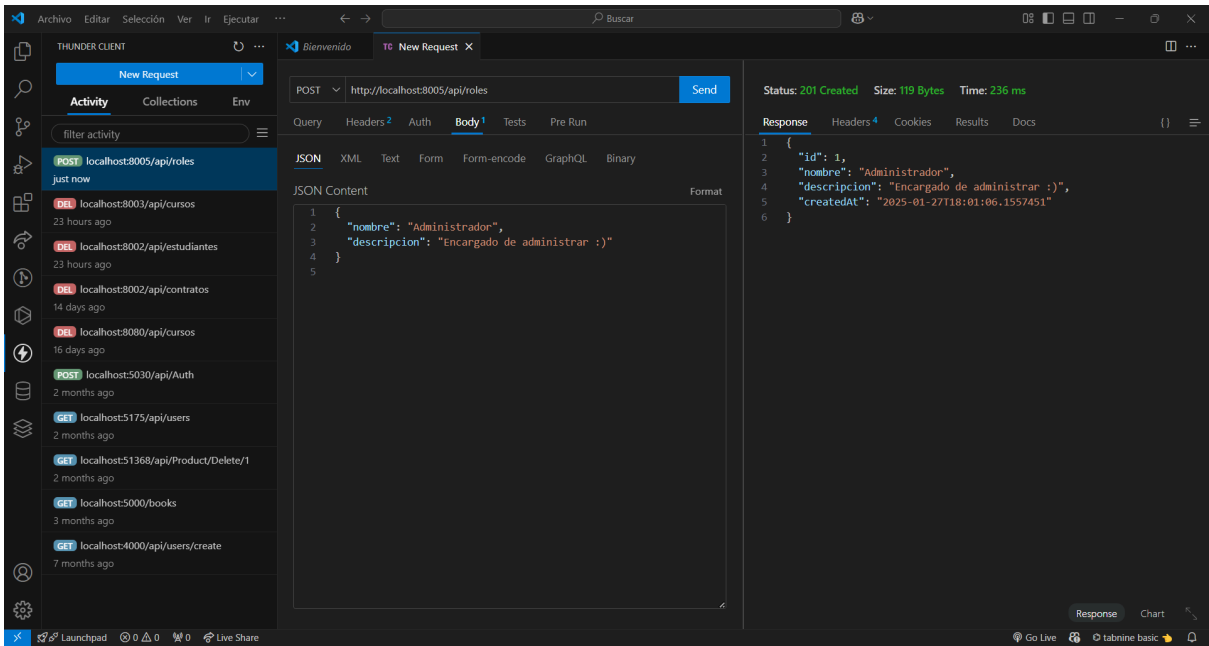 Archivo Editar Selección Ver Ir Ejecutar ··· Buscar
THUNDER CLIENT ···
New Request
Activity Collections Env
filter activity
POST localhost:8005/api/roles
just now
DEL localhost:8003/api/cursos
23 hours ago
DEL localhost:8002/api/estudiantes
23 hours ago
DEL localhost:8002/api/contratos
14 days ago
DEL localhost:8080/api/cursos
16 days ago
POST localhost:5030/api/Auth
2 months ago
GET localhost:5175/api/users
2 months ago
GET localhost:51368/api/Product/Delete/1
2 months ago
GET localhost:5000/books
3 months ago
GET localhost:4000/api/users/create
7 months ago
Bienvenido TC New Request
POST http://localhost:8005/api/roles Send
Query Headers 2 Auth Body 1 Tests Pre Run
JSON XML Text Form Form-encode GraphQL Binary
JSON Content Format
1 {
2 "nombre": "Administrador",
3 "descripcion": "Encargado de administrar :)"
4 }
5
Status: 201 Created Size: 119 Bytes Time: 236 ms
Response Headers 4 Cookies Results Docs {}
1 {
2 "id": 1,
3 "nombre": "Administrador",
4 "descripcion": "Encargado de administrar :)",
5 "createdAt": "2025-01-27T18:01:06.1557451"
6 }
Response Chart
Launchpad 0 0 0 Live Share Go Live tabnine basic